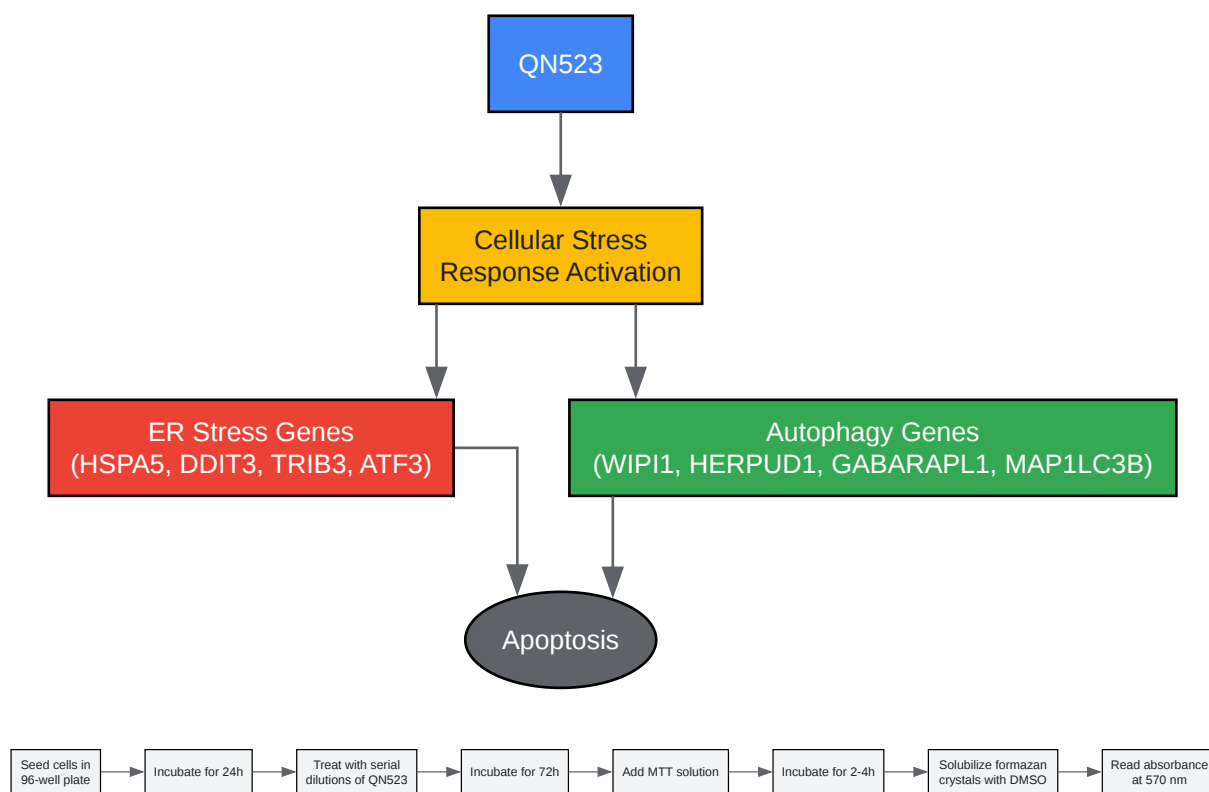 QN523
Cellular Stress
Response Activation
ER Stress Genes
(HSPA5, DDIT3, TRIB3, ATF3)
Autophagy Genes
(WIPI1, HERPUD1, GABARAPL1, MAP1LC3B)
Apoptosis
Seed cells in
96-well plate
Incubate for 24h
Treat with serial
dilutions of QN523
Incubate for 72h
Add MTT solution
Incubate for 2-4h
Solubilize formazan
crystals with DMSO
Read absorbance
at 570 nm